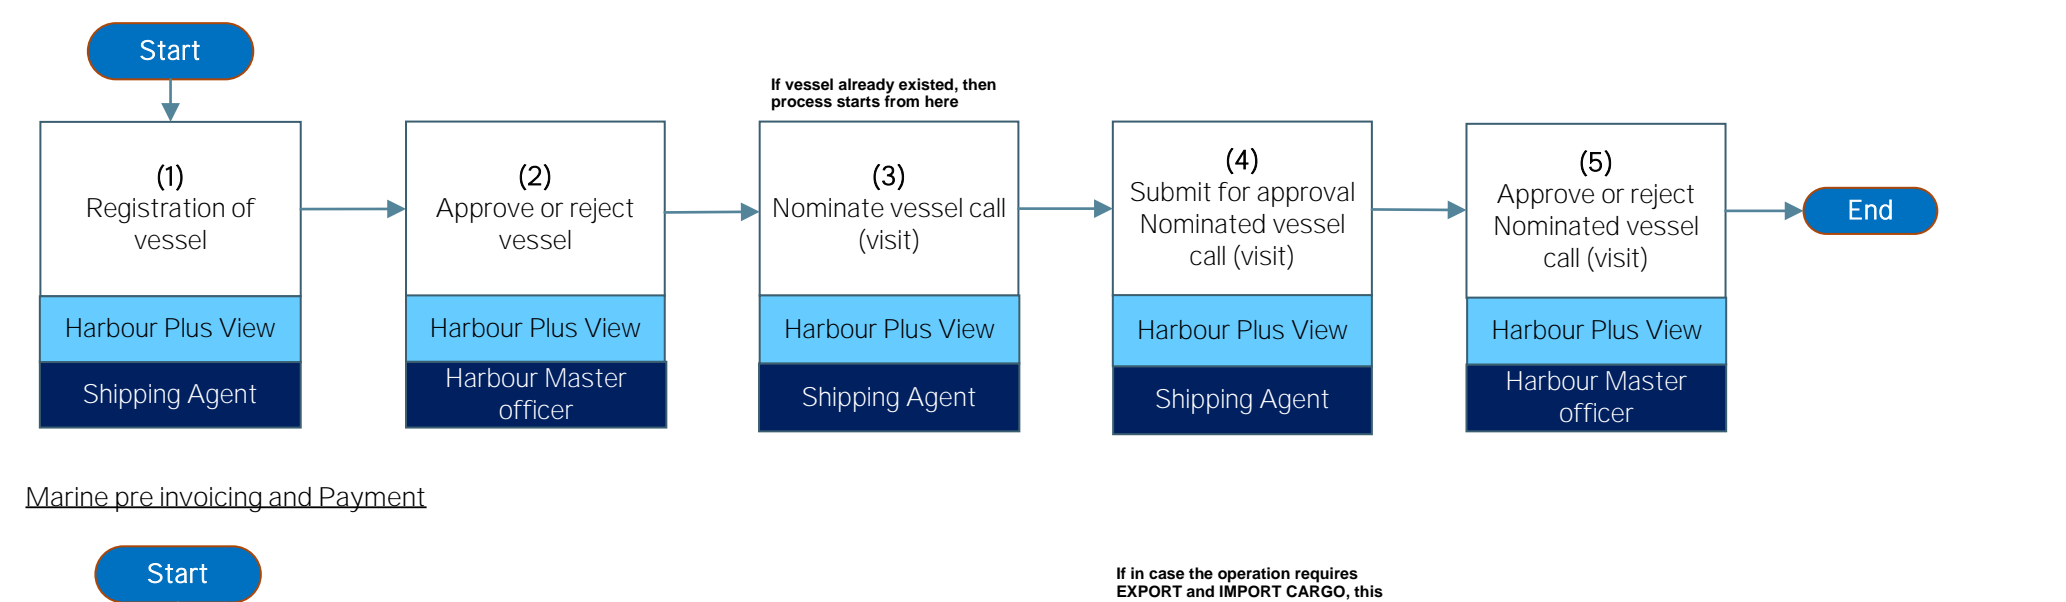 Start
If vessel already existed, then
process starts from here
(1)
Registration of
vessel
Harbour Plus View
Shipping Agent
(2)
Approve or reject
vessel
Harbour Plus View
Harbour Master
officer
(3)
Nominate vessel call
(visit)
Harbour Plus View
Shipping Agent
(4)
Submit for approval
Nominated vessel
call (visit)
Harbour Plus View
Shipping Agent
(5)
Approve or reject
Nominated vessel
call (visit)
Harbour Plus View
Harbour Master
officer
End
Marine pre invoicing and Payment
Start
If in case the operation requires
EXPORT and IMPORT CARGO, this